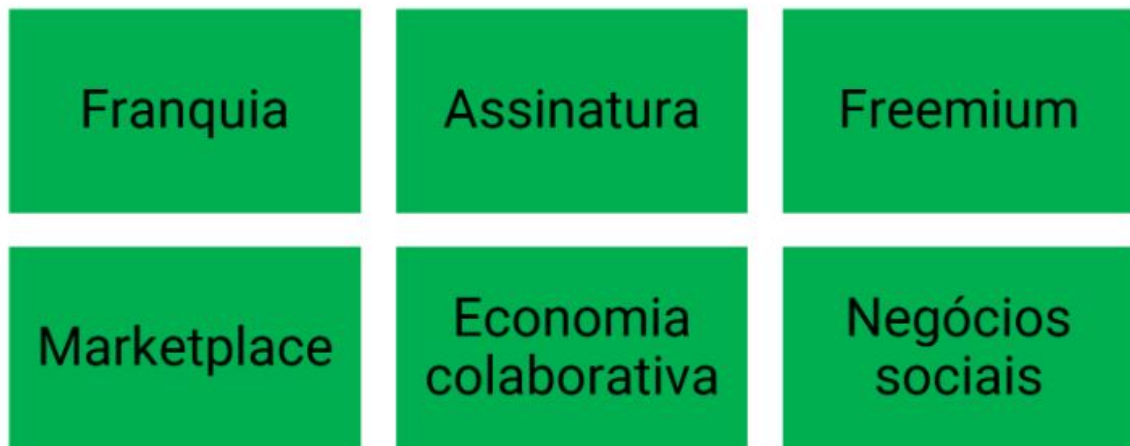 Franquia
Assinatura
Freemium
Marketplace
Economia
colaborativa
Negócios
sociais